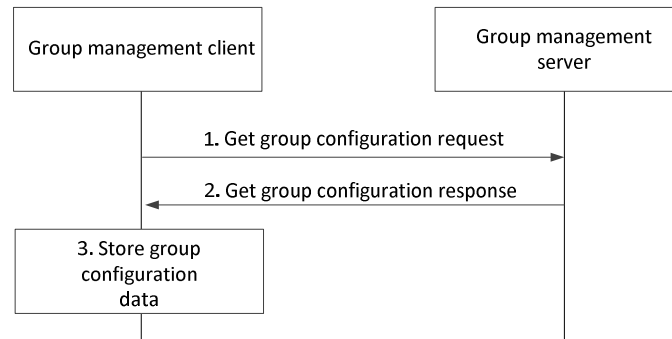 Group management client
Group management
server
1. Get group configuration request
2. Get group configuration response
3. Store group
configuration
data